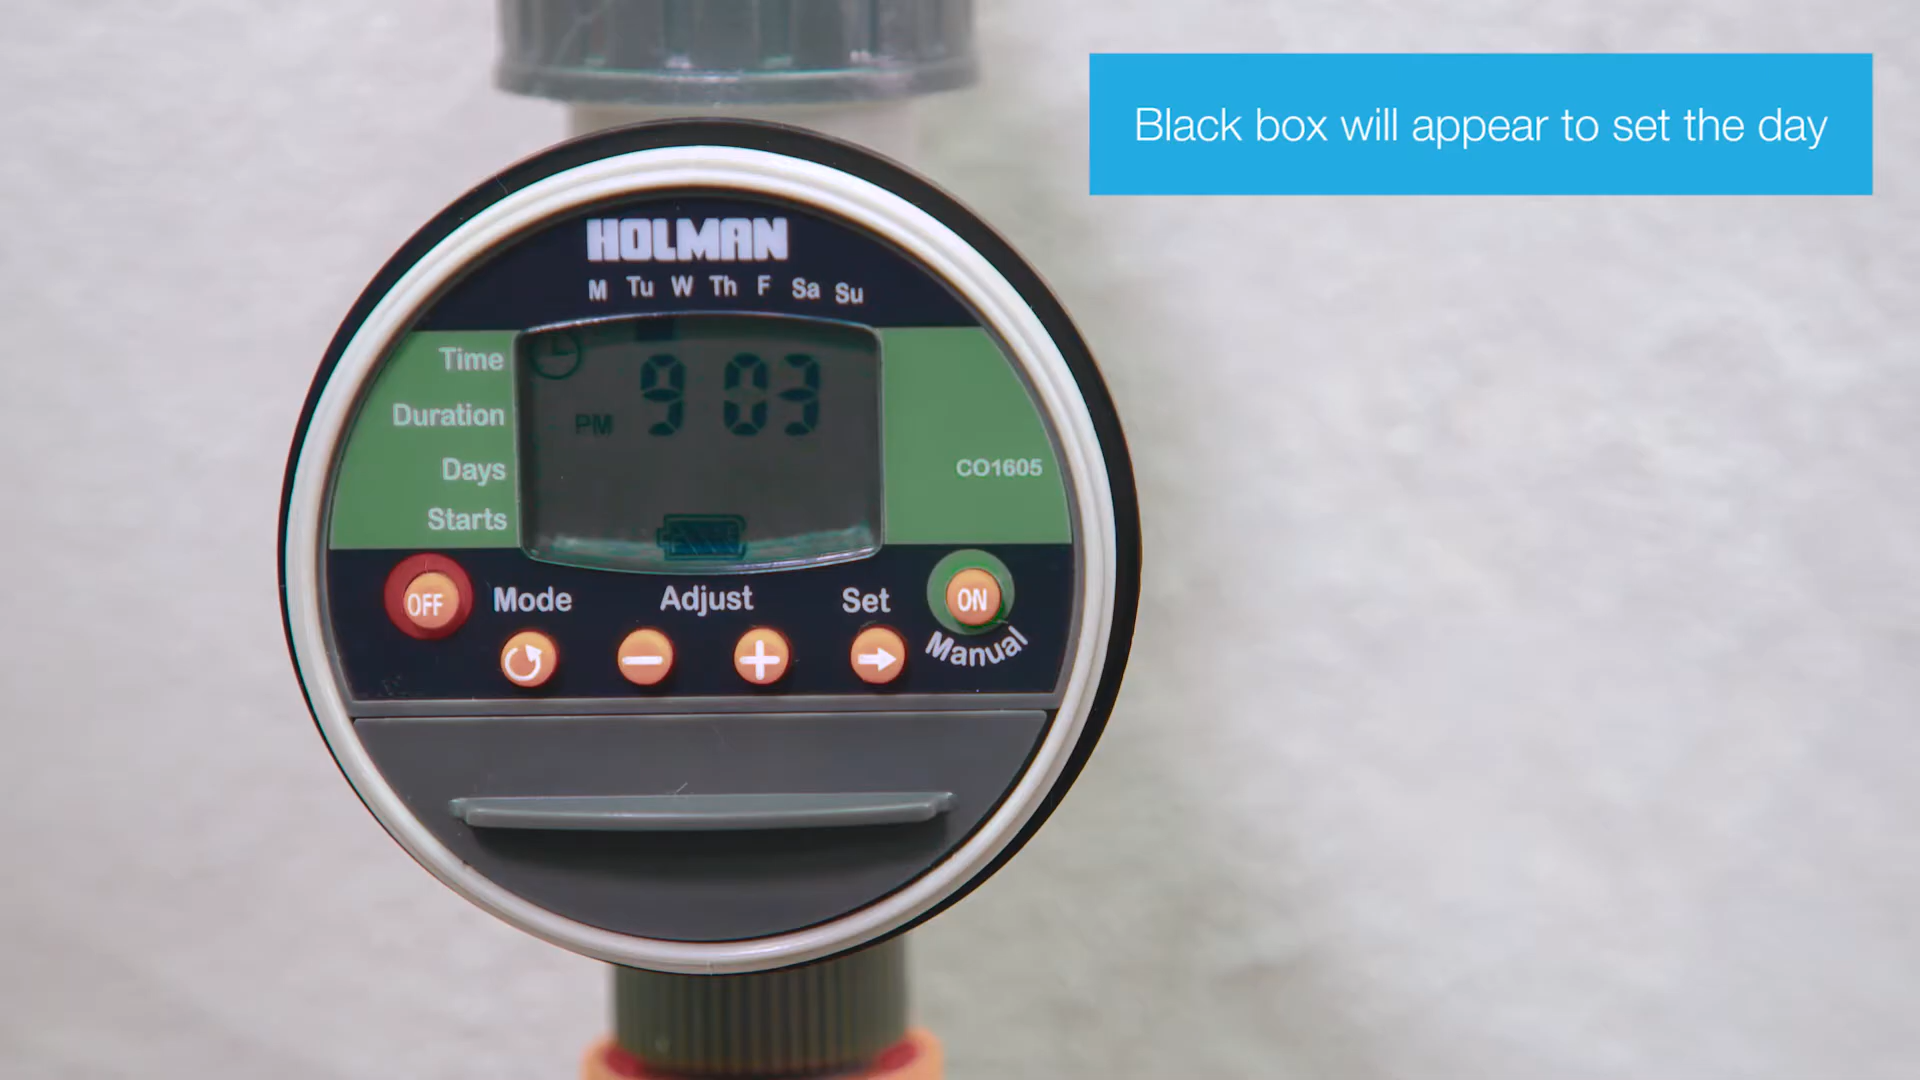 Black box will appear to set the day
HOLMAN
M Tu W Th F Sa Su
Time
Duration
Days
Starts
PM 9 03
CO1605
OFF
Mode
Adjust
Set
ON
Manual